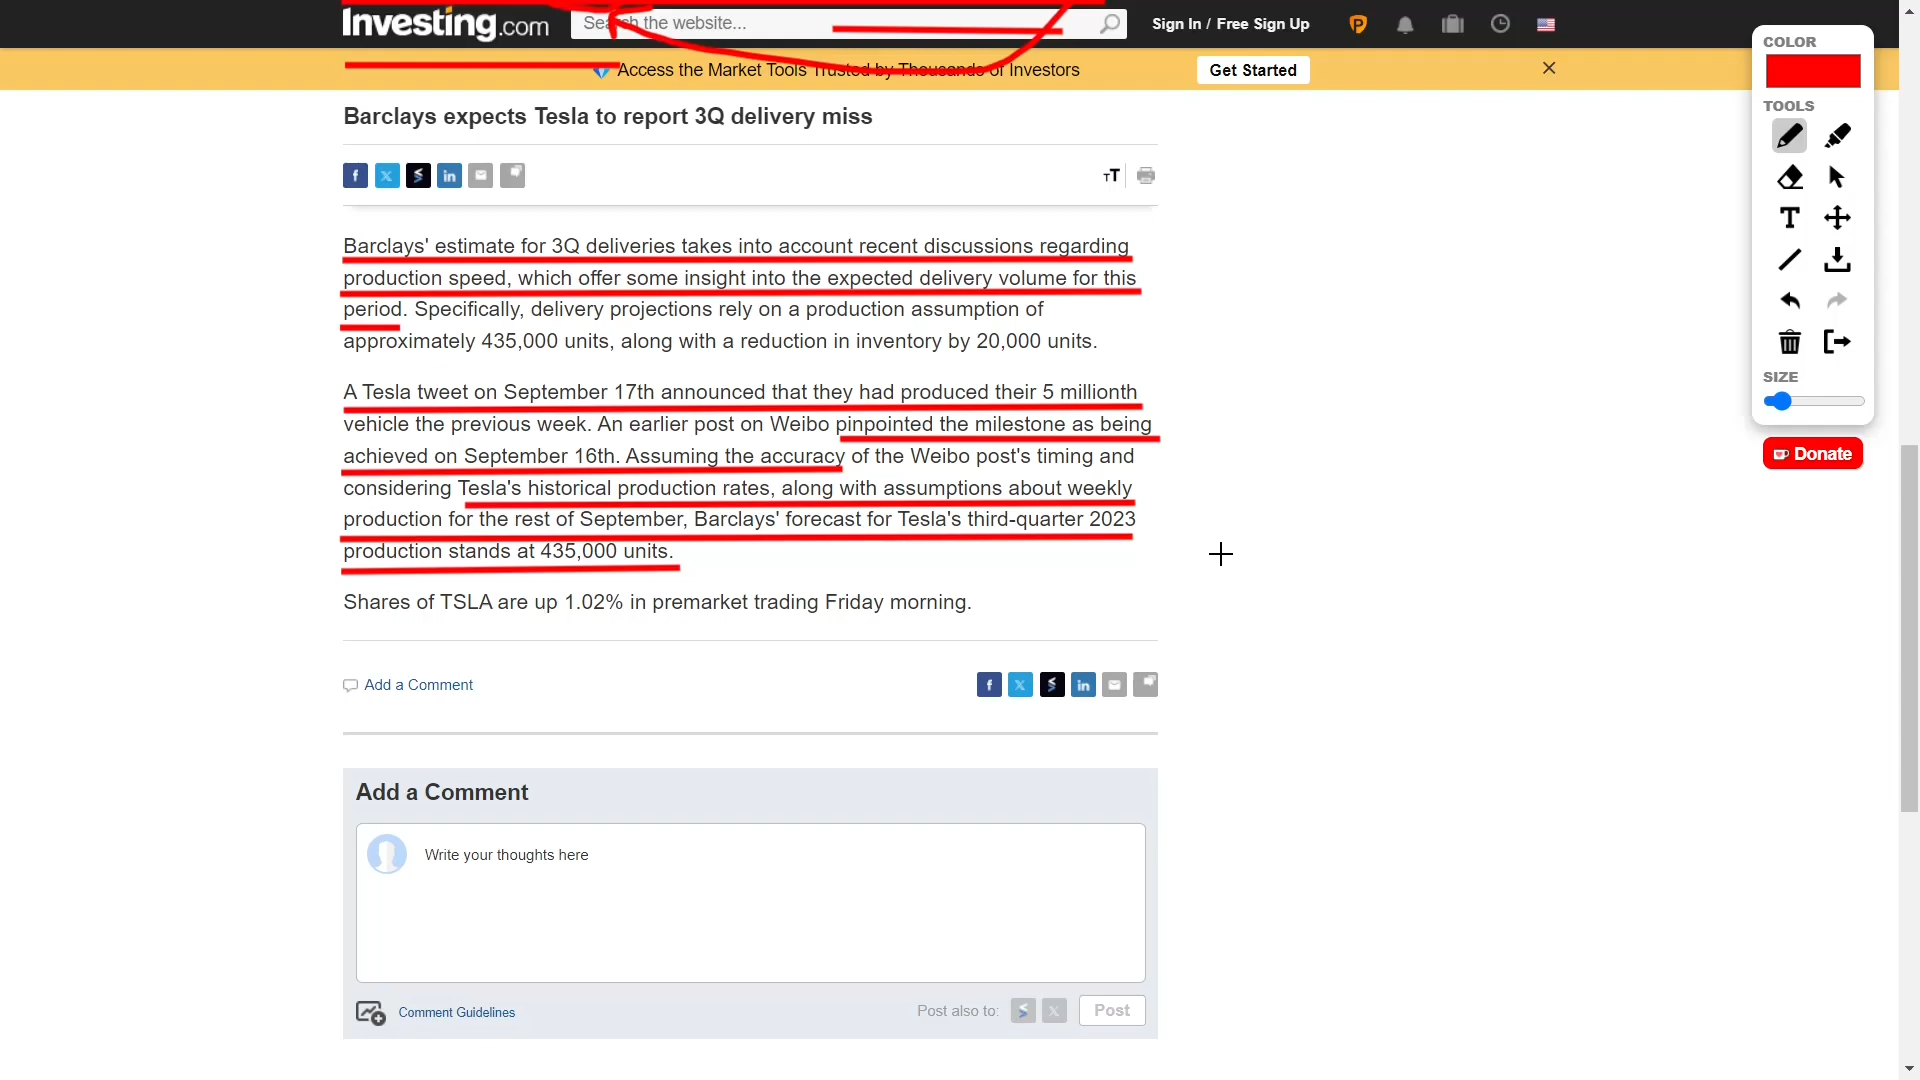 Investing.com
Search the website...
Sign In / Free Sign Up
Access the Market Tools Trusted by Thousands of Investors
Get Started
Barclays expects Tesla to report 3Q delivery miss
Barclays' estimate for 3Q deliveries takes into account recent discussions regarding
production speed, which offer some insight into the expected delivery volume for this
period. Specifically, delivery projections rely on a production assumption of
approximately 435,000 units, along with a reduction in inventory by 20,000 units.
A Tesla tweet on September 17th announced that they had produced their 5 millionth
vehicle the previous week. An earlier post on Weibo pinpointed the milestone as being
achieved on September 16th. Assuming the accuracy of the Weibo post's timing and
considering Tesla's historical production rates, along with assumptions about weekly
production for the rest of September, Barclays' forecast for Tesla's third-quarter 2023
production stands at 435,000 units.
Shares of TSLA are up 1.02% in premarket trading Friday morning.
Add a Comment
Add a Comment
Write your thoughts here
Comment Guidelines
Post also to:
Post
COLOR
TOOLS
SIZE
Donate